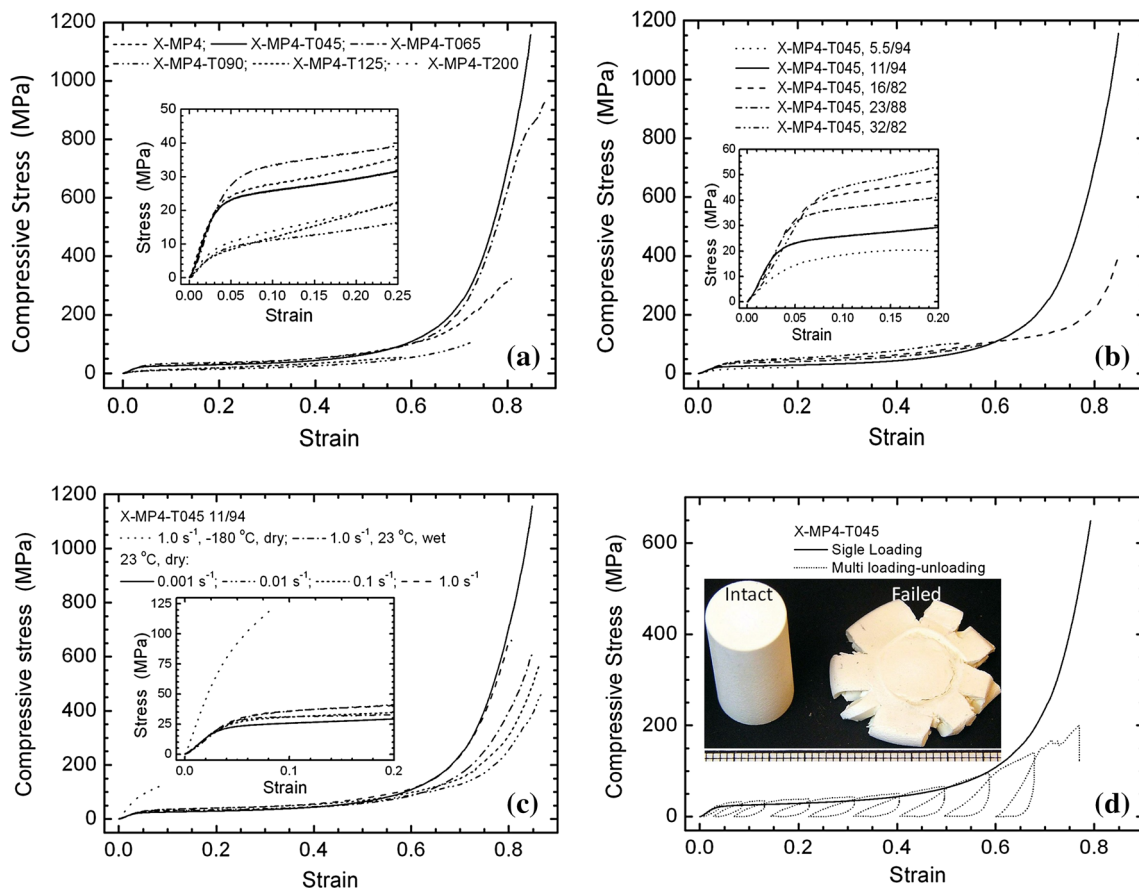 1200
1000
800
600
400
200
0
Compressive Stress (MPa)
X-MP4; X-MP4-T045; X-MP4-T065
X-MP4-T090; X-MP4-T125; X-MP4-T200
50
40
30
20
10
0
Stress (MPa)
0.00 0.05 0.10 0.15 0.20 0.25
Strain
(a)
0.0 0.2 0.4 0.6 0.8
Strain
1200
1000
800
600
400
200
0
Compressive Stress (MPa)
X-MP4-T045, 5.5/94
X-MP4-T045, 11/94
X-MP4-T045, 16/82
X-MP4-T045, 23/88
X-MP4-T045, 32/82
60
50
40
30
20
10
0
Stress (MPa)
0.00 0.05 0.10 0.15 0.20
Strain
(b)
0.0 0.2 0.4 0.6 0.8
Strain
1200
1000
800
600
400
200
0
Compressive stress (MPa)
X-MP4-T045 11/94
1.0 s⁻¹, -180 °C, dry; 1.0 s⁻¹, 23 °C, wet
23 °C, dry:
0.001 s⁻¹; 0.01 s⁻¹; 0.1 s⁻¹; 1.0 s⁻¹
125
100
75
50
25
0
Stress (MPa)
0.0 0.1 0.2
Strain
(c)
0.0 0.2 0.4 0.6 0.8
Strain
600
400
200
0
Compressive Stress (MPa)
X-MP4-T045
Sigle Loading
Multi loading-unloading
Intact Failed
(d)
0.0 0.2 0.4 0.6 0.8
Strain